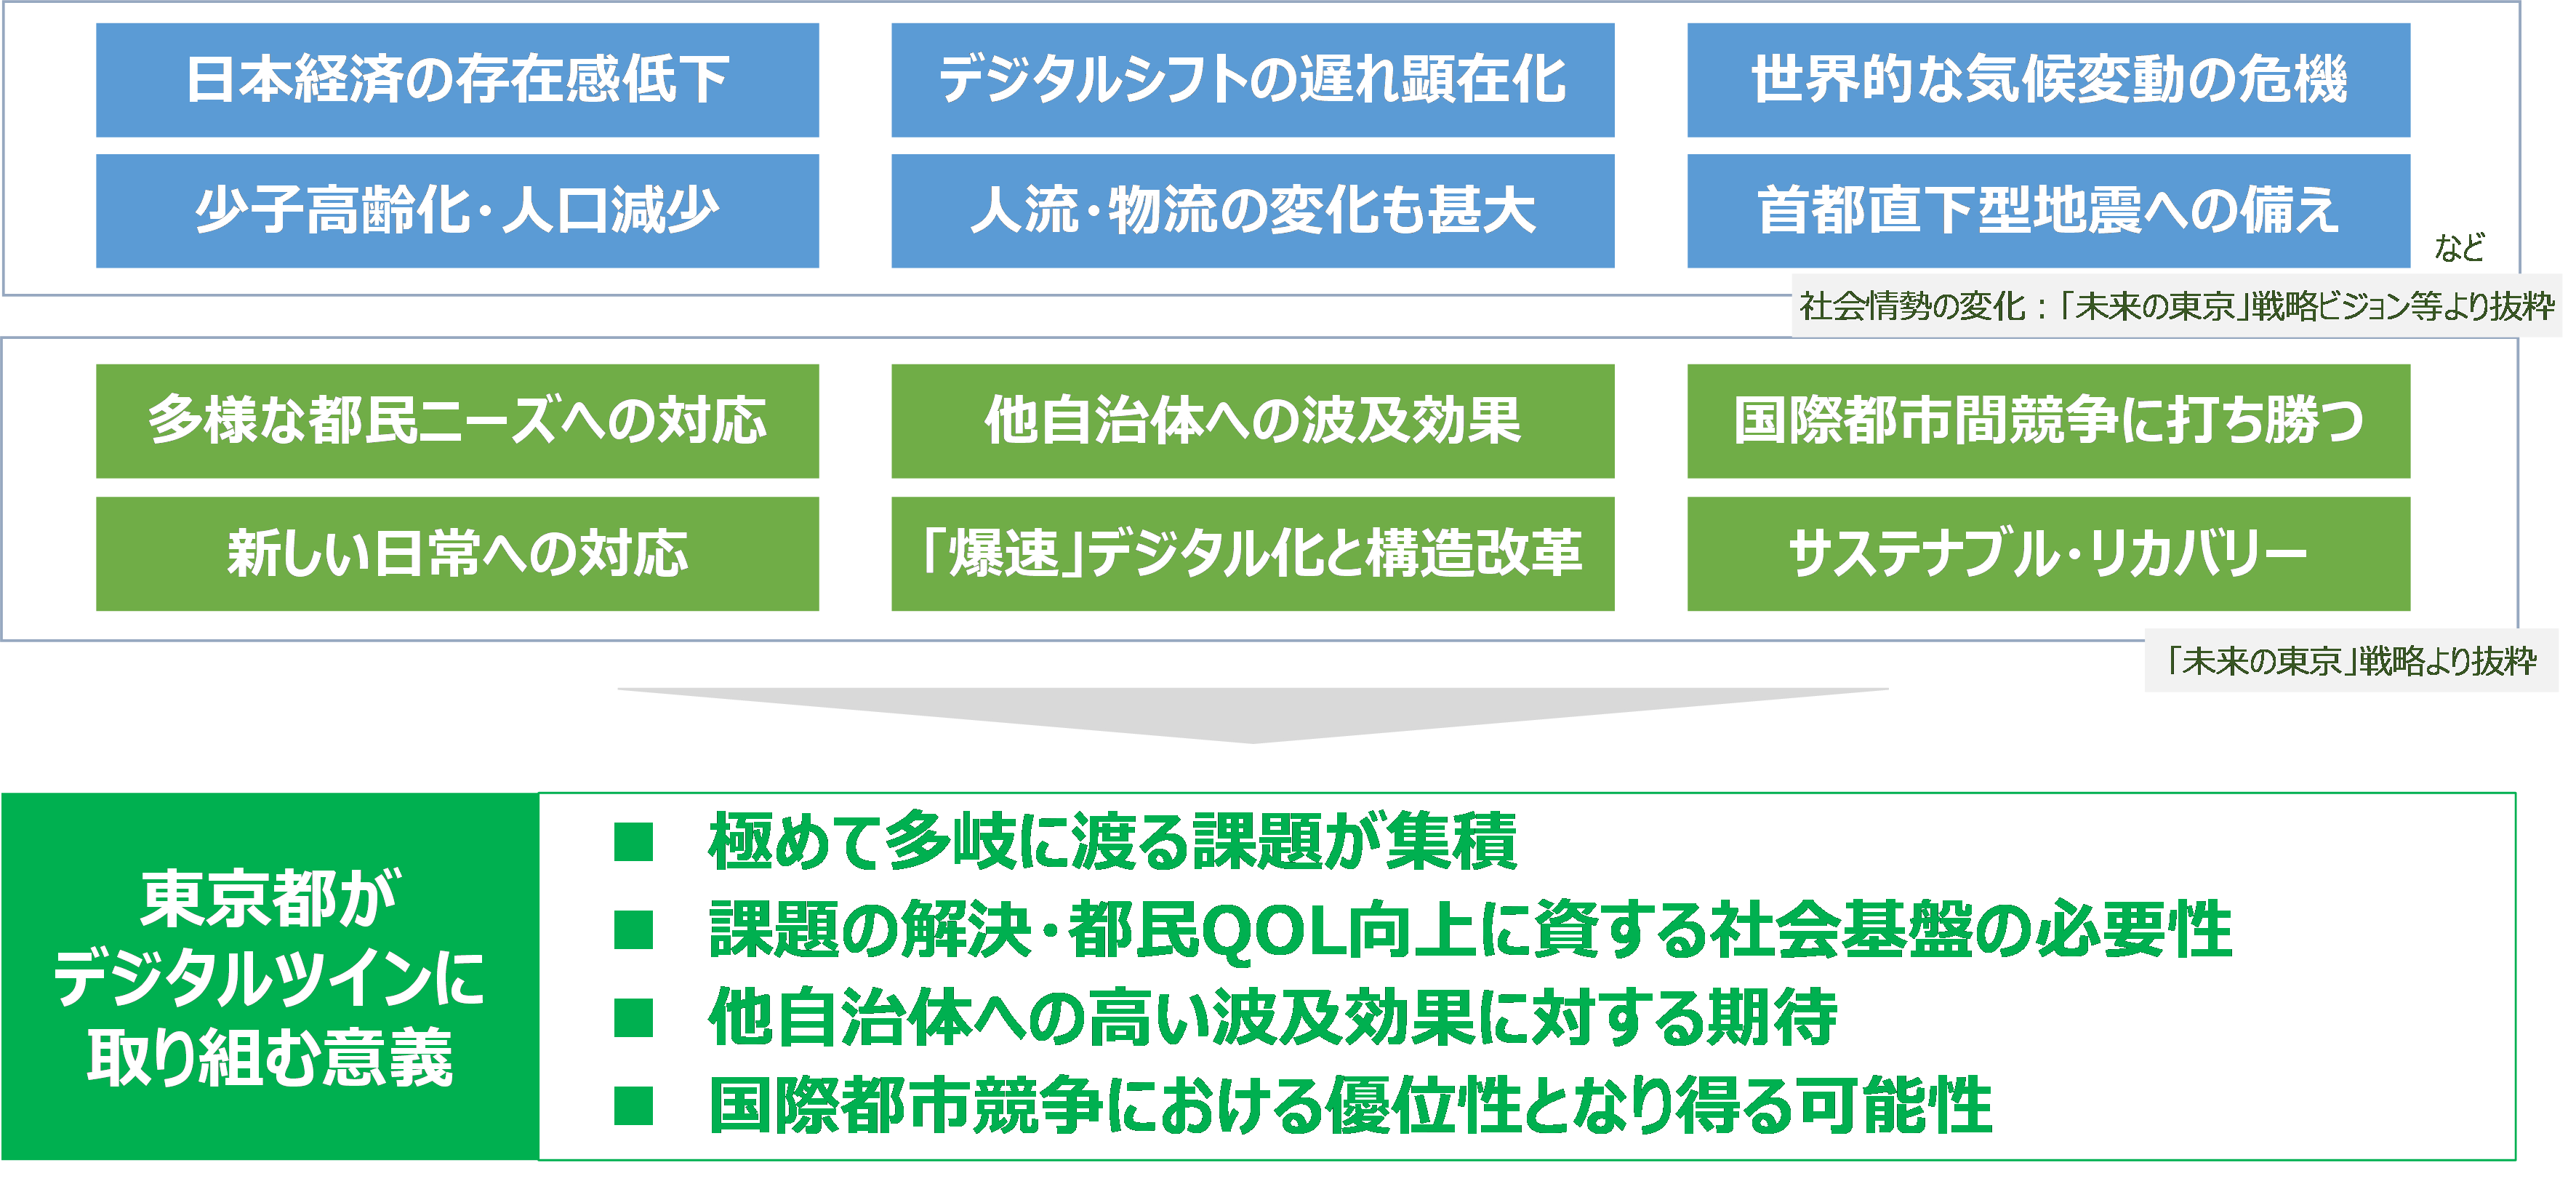 日本経済の存在感低下
デジタルシフトの遅れ顕在化
世界的な気候変動の危機
少子高齢化・人口減少
人流・物流の変化も甚大
首都直下型地震への備え
など
社会情勢の変化：「未来の東京」戦略ビジョン等より抜粋
多様な都民ニーズへの対応
他自治体への波及効果
国際都市間競争に打ち勝つ
新しい日常への対応
「爆速」デジタル化と構造改革
サステナブル・リカバリー
「未来の東京」戦略より抜粋
東京都が
デジタルツインに
取り組む意義
■ 極めて多岐に渡る課題が集積
■ 課題の解決・都民QOL向上に資する社会基盤の必要性
■ 他自治体への高い波及効果に対する期待
■ 国際都市競争における優位性となり得る可能性